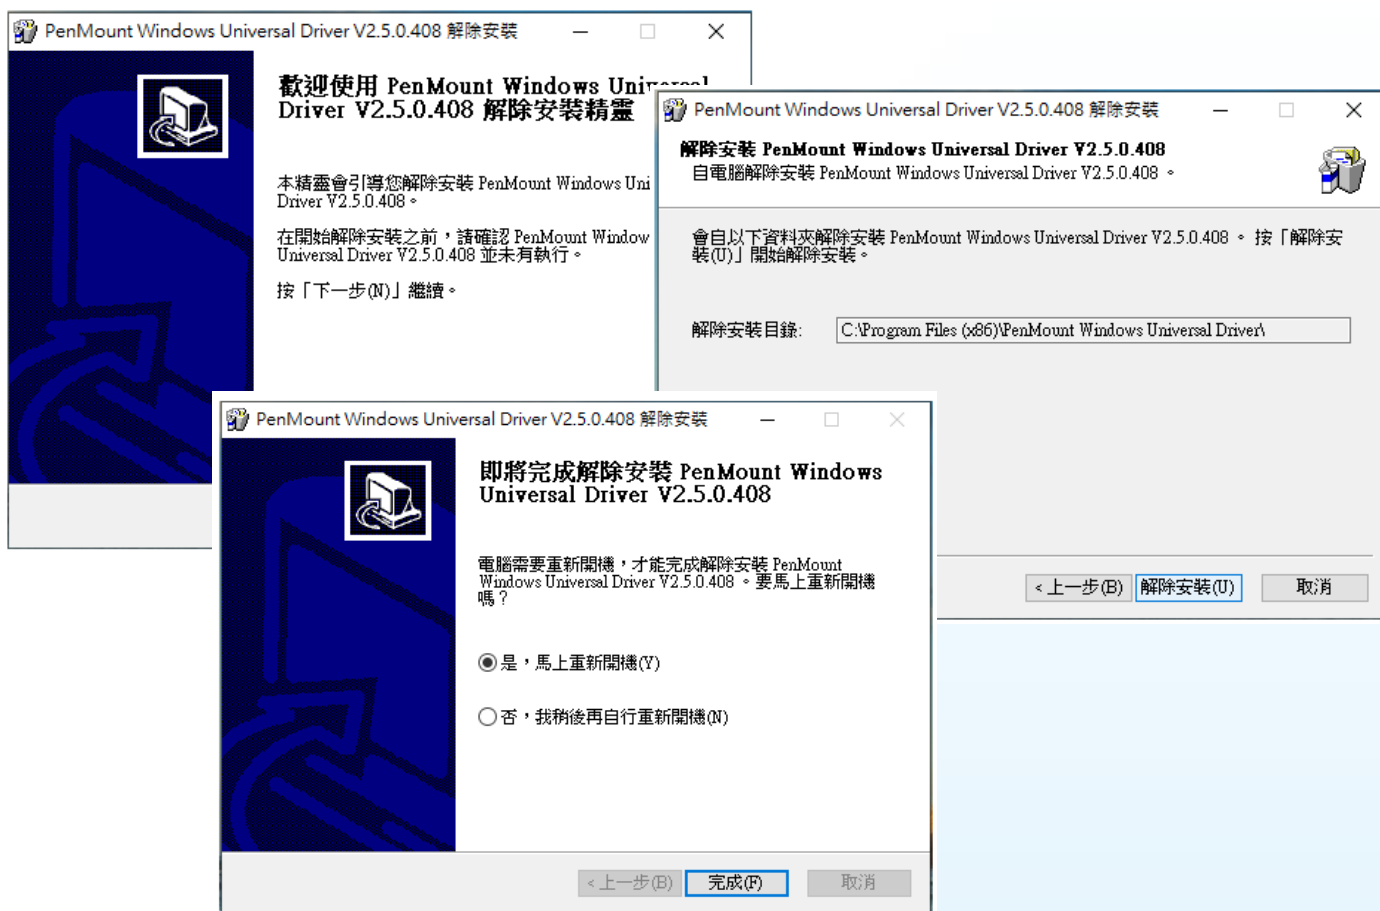 PenMount Windows Universal Driver V2.5.0.408 解除安裝
歡迎使用 PenMount Windows Universal
Driver V2.5.0.408 解除安裝精靈
本精靈會引導您解除安裝 PenMount Windows Uni
Driver V2.5.0.408。
在開始解除安裝之前，請確認 PenMount Window
Universal Driver V2.5.0.408 並未有執行。
按「下一步(N)」繼續。
PenMount Windows Universal Driver V2.5.0.408 解除安裝
解除安裝 PenMount Windows Universal Driver V2.5.0.408
自電腦解除安裝 PenMount Windows Universal Driver V2.5.0.408 。
會自以下資料夾解除安裝 PenMount Windows Universal Driver V2.5.0.408 。 按「解除安
裝(U)」開始解除安裝。
解除安裝目錄:
C:\Program Files (x86)\PenMount Windows Universal Driver\
<上一步(B)
解除安裝(U)
取消
PenMount Windows Universal Driver V2.5.0.408 解除安裝
即將完成解除安裝 PenMount Windows
Universal Driver V2.5.0.408
電腦需要重新開機，才能完成解除安裝 PenMount
Windows Universal Driver V2.5.0.408 。要馬上重新開機
嗎？
是，馬上重新開機(Y)
否，我稍後再自行重新開機(N)
<上一步(B)
完成(F)
取消